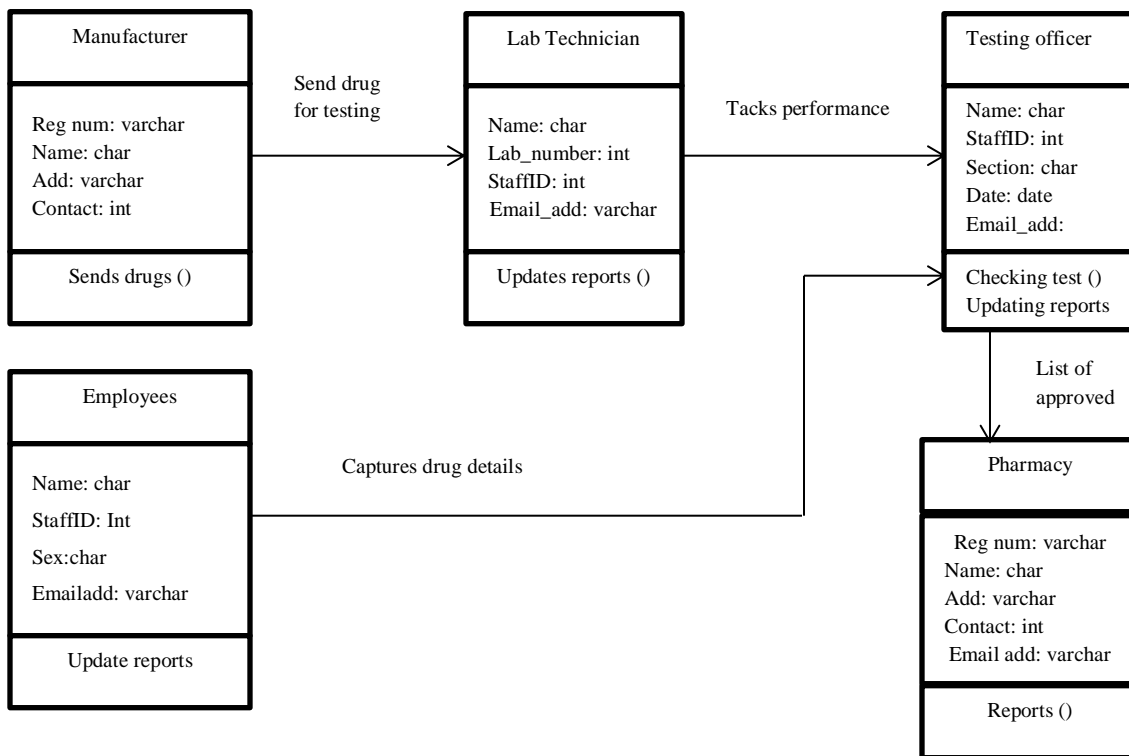 Manufacturer
Reg num: varchar
Name: char
Add: varchar
Contact: int
Sends drugs ()
Send drug
for testing
Lab Technician
Name: char
Lab_number: int
StaffID: int
Email_add: varchar
Updates reports ()
Tacks performance
Testing officer
Name: char
StaffID: int
Section: char
Date: date
Email_add:
Checking test ()
Updating reports
Employees
Name: char
StaffID: Int
Sex:char
Emailadd: varchar
Update reports
Captures drug details
List of
approved
Pharmacy
Reg num: varchar
Name: char
Add: varchar
Contact: int
Email add: varchar
Reports ()